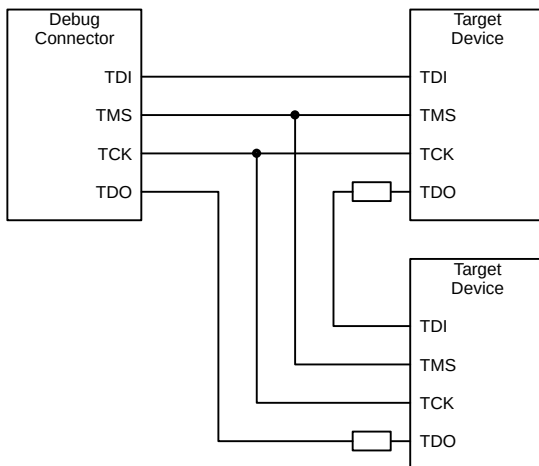 Debug
Connector
TDI
TMS
TCK
TDO
Target
Device
TDI
TMS
TCK
TDO
Target
Device
TDI
TMS
TCK
TDO